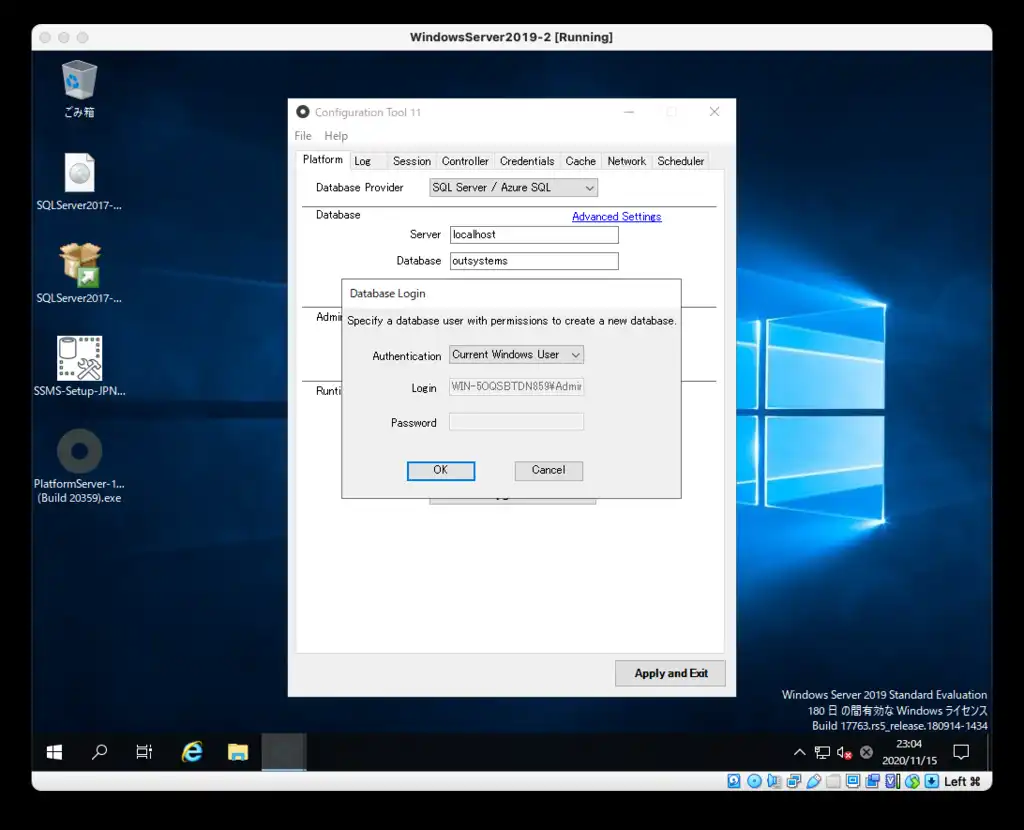 WindowsServer2019-2 [Running]
ごみ箱
SQLServer2017-...
SQLServer2017-...
SSMS-Setup-JPN...
PlatformServer-1...
(Build 20359).exe
Configuration Tool 11
File Help
Platform Log Session Controller Credentials Cache Network Scheduler
Database Provider SQL Server / Azure SQL
Database Advanced Settings
Server localhost
Database outsystems
Admi
Runti
Database Login
Specify a database user with permissions to create a new database.
Authentication Current Windows User
Login WIN-5OQSBTDN859¥Admir
Password
OK Cancel
Apply and Exit
Windows Server 2019 Standard Evaluation
180 日 の間有効な Windows ライセンス
Build 17763.rs5_release.180914-1434
23:04
2020/11/15
Left ⌘